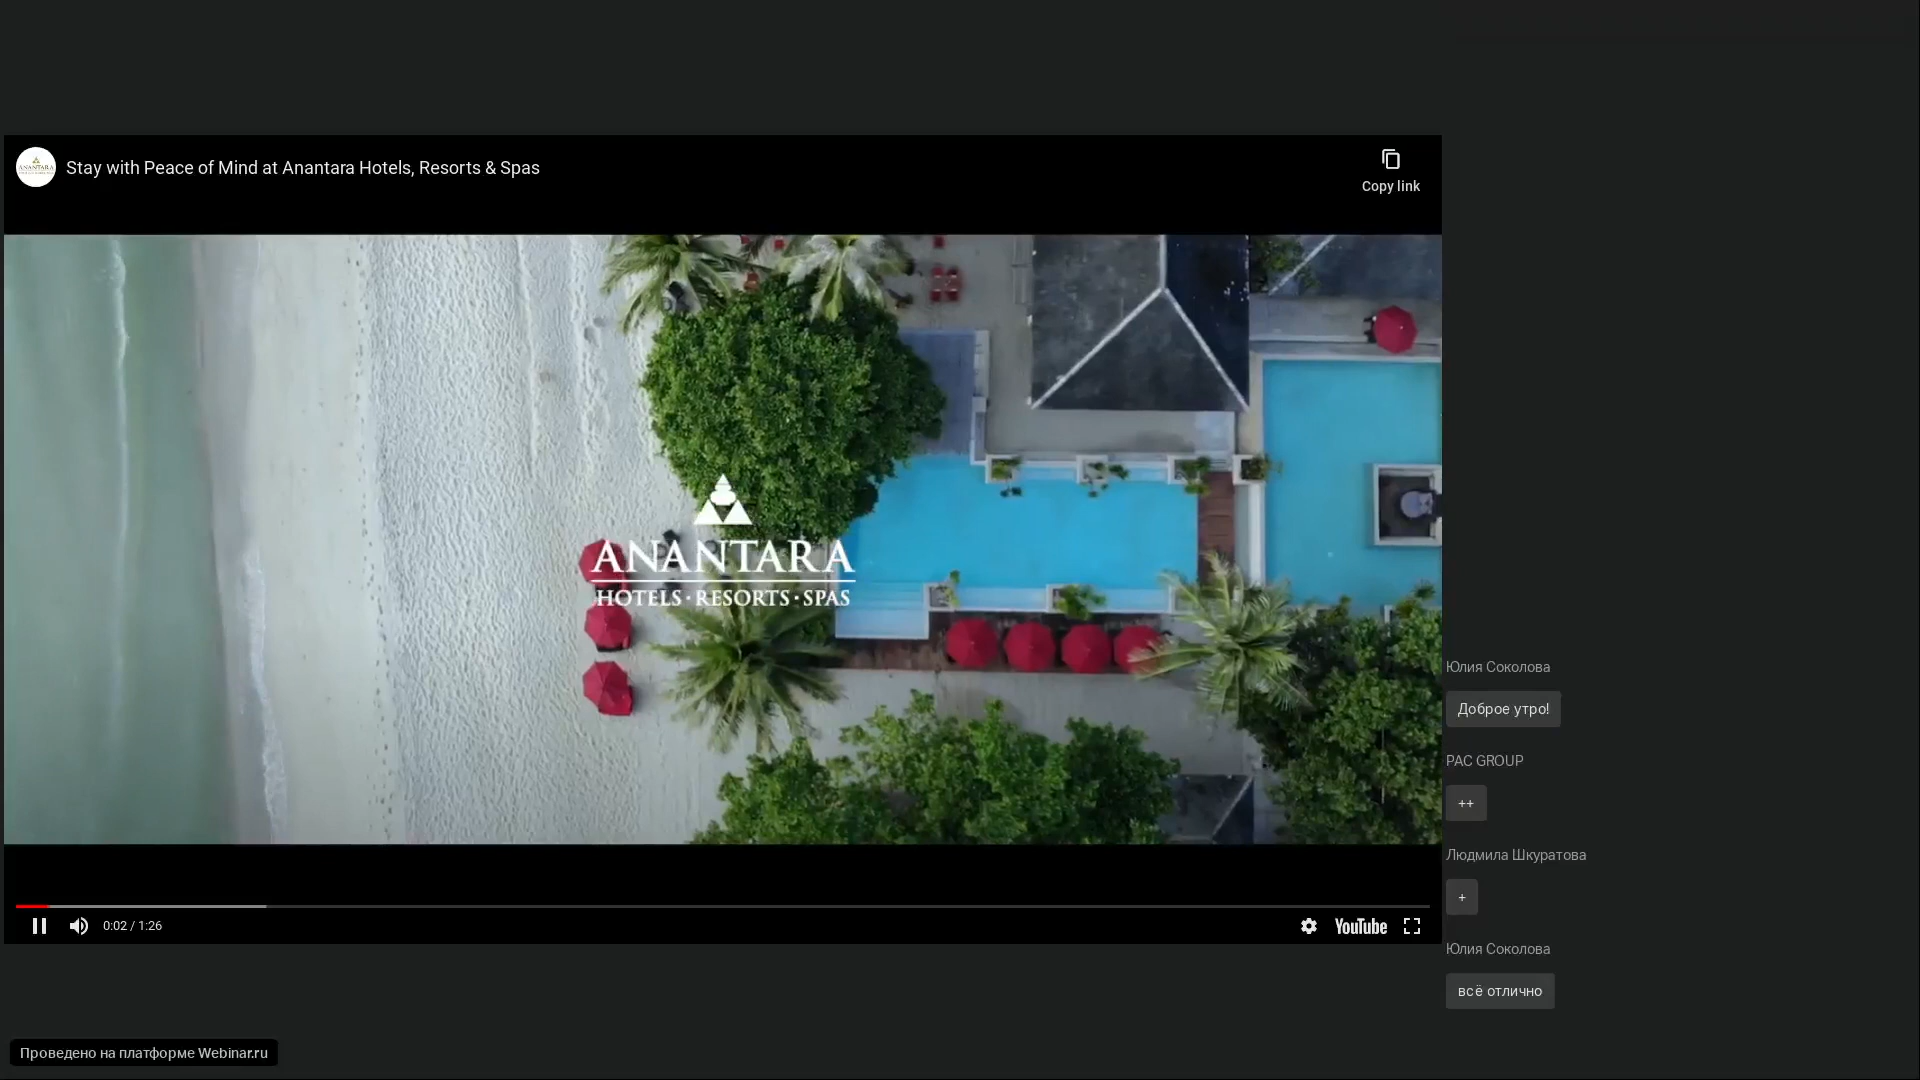 Stay with Peace of Mind at Anantara Hotels, Resorts & Spas
Copy link
ANANTARA
HOTELS · RESORTS · SPAS
0:02 / 1:26
YouTube
Юлия Соколова
Доброе утро!
PAC GROUP
++
Людмила Шкуратова
+
Юлия Соколова
всё отлично
Проведено на платформе Webinar.ru